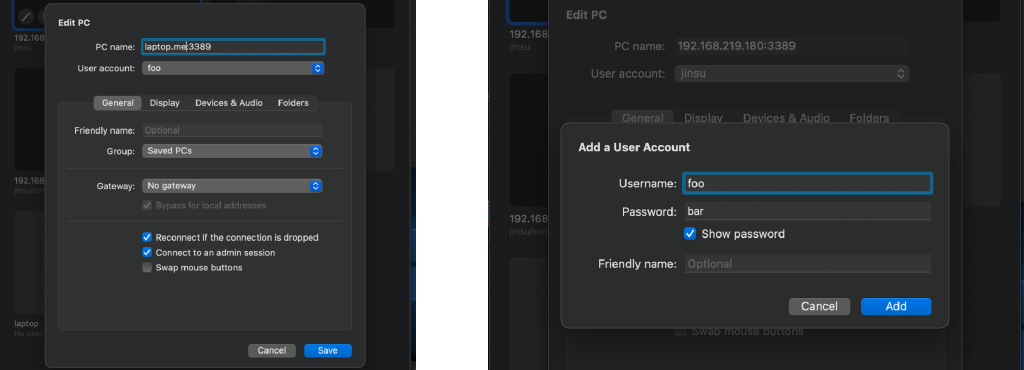 Edit PC
192.168
jinsu
PC name: laptop.me:3389
User account: foo
General Display Devices & Audio Folders
Friendly name: Optional
Group: Saved PCs
192.168
jinsuhom
Gateway: No gateway
Bypass for local addresses
Reconnect if the connection is dropped
Connect to an admin session
Swap mouse buttons
laptop
No user
Cancel Save
Edit PC
192.168
jinsu
PC name: 192.168.219.180:3389
User account: jinsu
General Display Devices & Audio Folders
Add a User Account
Username: foo
192.168
jinsuhom
Password: bar
Show password
Friendly name: Optional
Cancel Add
Swap mouse buttons